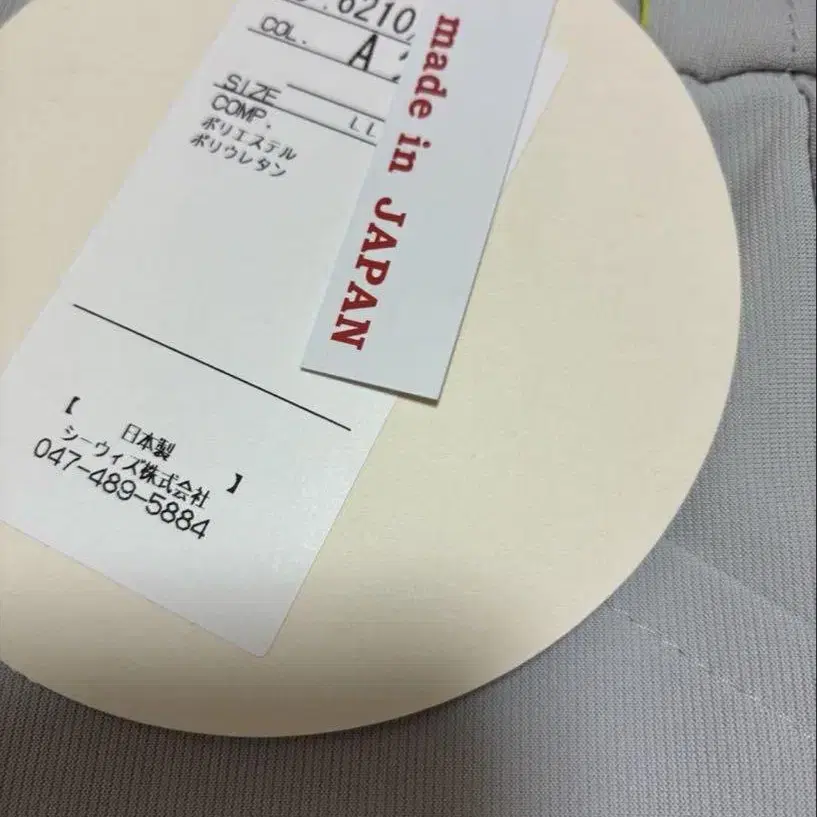 .6210
COL. A
SIZE LL
COMP.
ポリエステル
ポリウレタン
made in JAPAN
【 日本製
シーウィズ株式会社 】
047-489-5884